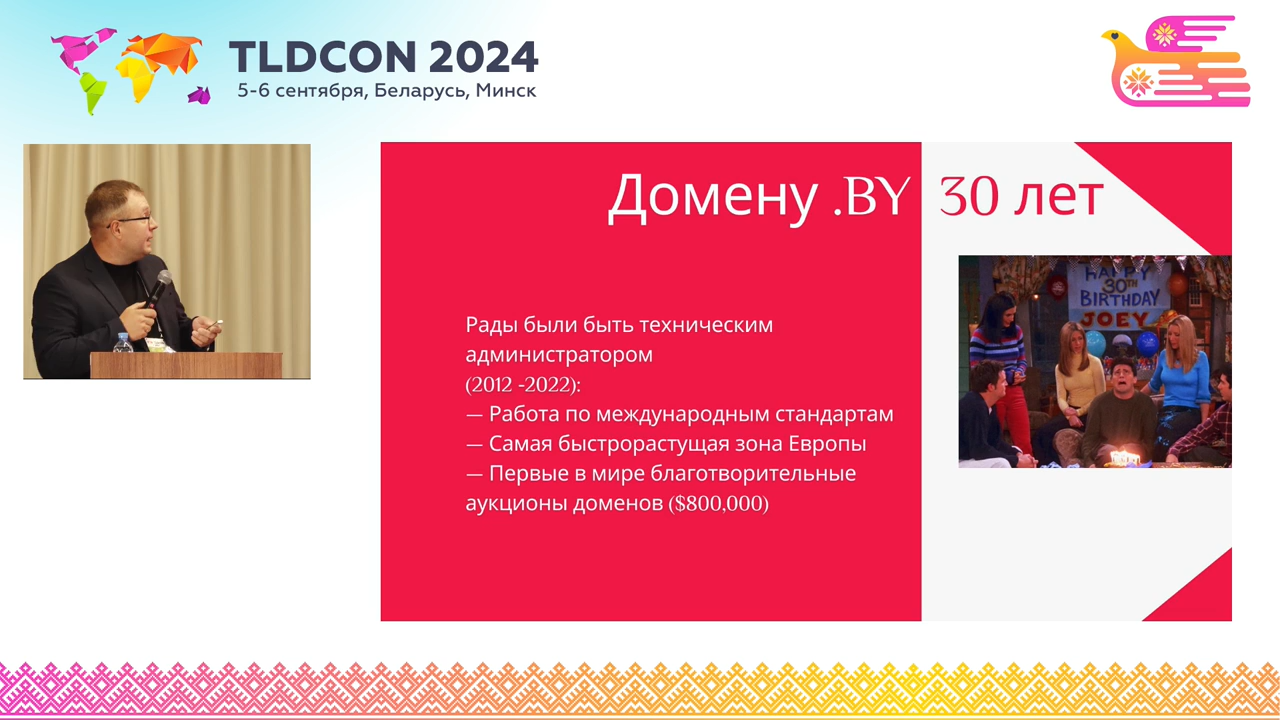 TLDCON 2024
5-6 сентября, Беларусь, Минск
Домену .BY 30 лет
Рады были быть техническим
администратором
(2012 -2022):
— Работа по международным стандартам
— Самая быстрорастущая зона Европы
— Первые в мире благотворительные
аукционы доменов ($800,000)
HAPPY
30TH
BIRTHDAY
JOEY